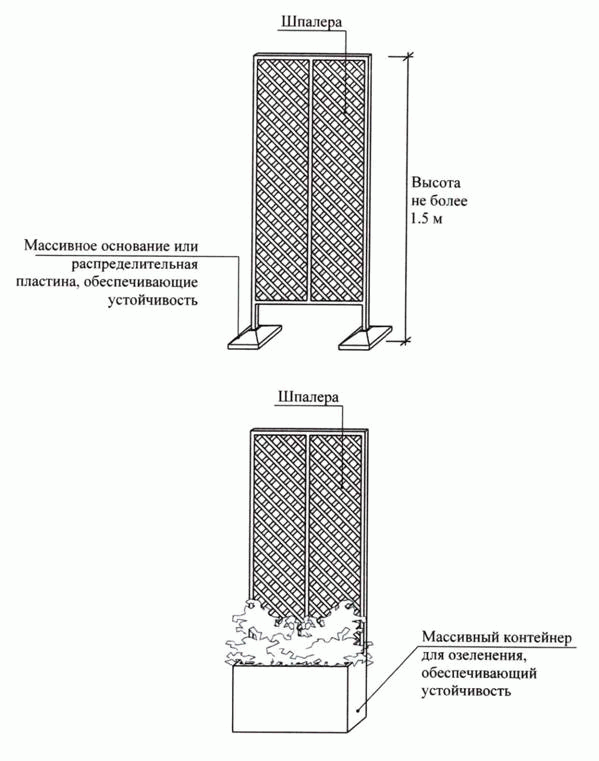 Шпалера
Высота
не более
1.5 м
Массивное основание или
распределительная
пластина, обеспечивающие
устойчивость
Шпалера
Массивный контейнер
для озеленения,
обеспечивающий
устойчивость